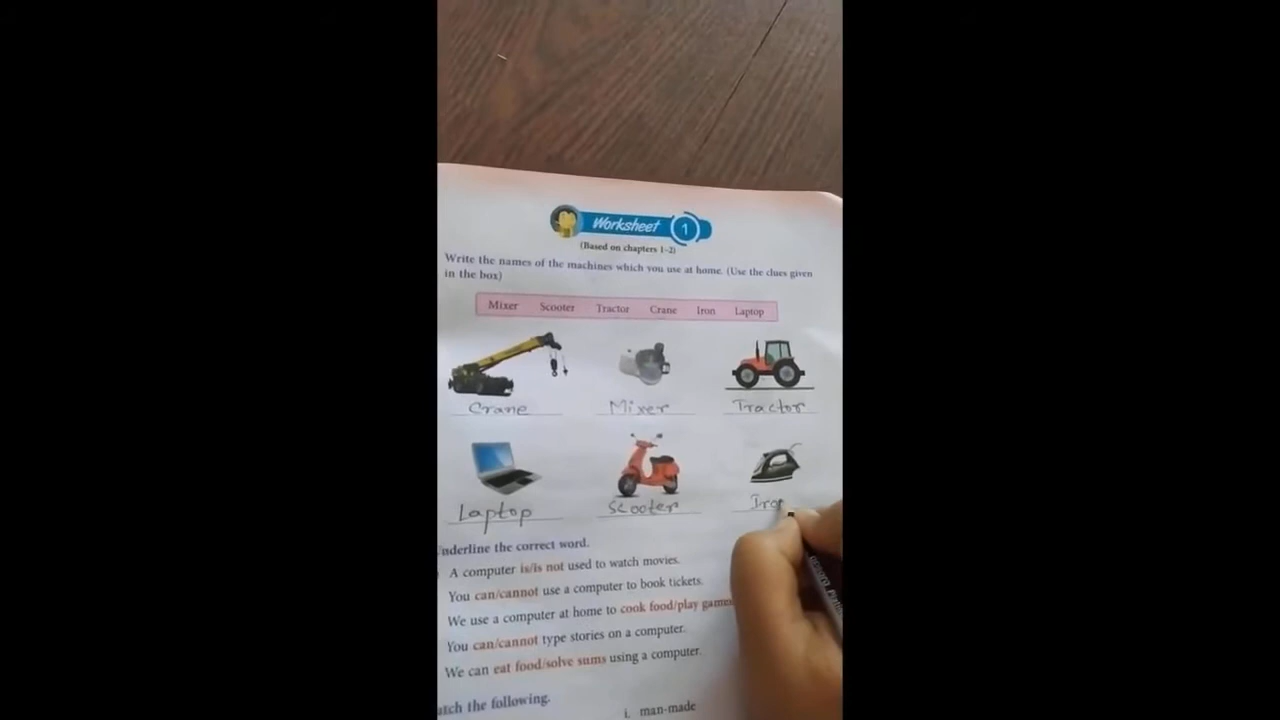 Worksheet 1
(Based on chapters 1-2)
Write the names of the machines which you use at home. (Use the clues given
in the box)
Mixer Scooter Tractor Crane Iron Laptop
Crane Mixer Tractor
Laptop Scooter Iron
the correct word.
A computer is/is not used to watch movies.
You can/cannot use a computer to book tickets.
We use a computer at home to cook food/play games
You can/cannot type stories on a computer.
We can eat food/solve sums using a computer.
the following.
i. man-made